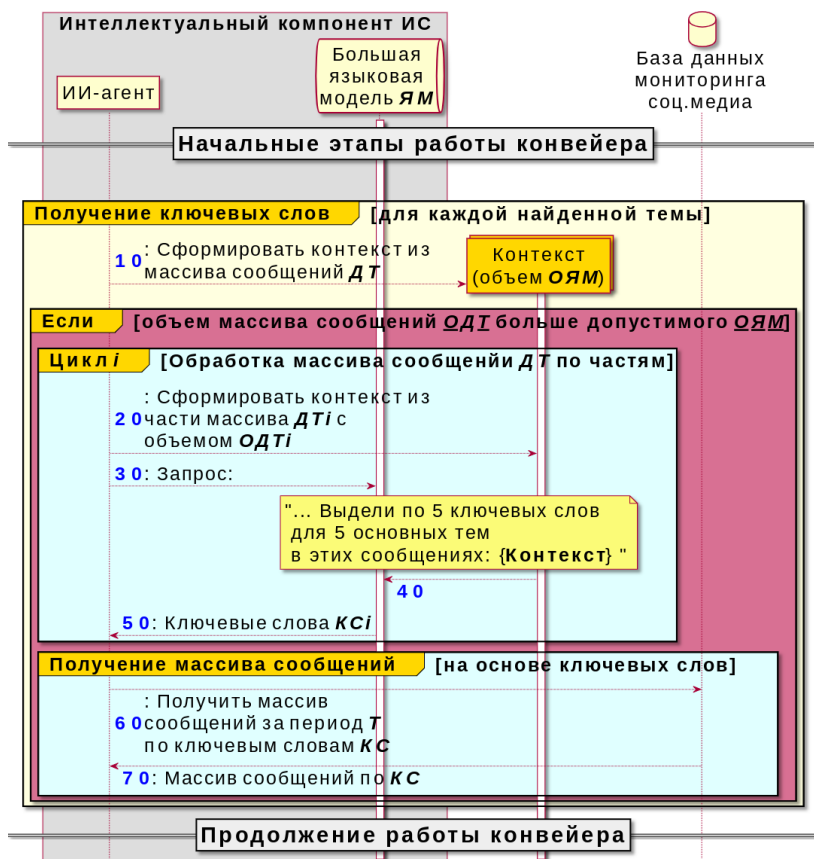 Интеллектуальный компонент ИС
ИИ-агент
Большая
языковая
модель ЯМ
База данных
мониторинга
соц.медиа
Начальные этапы работы конвейера
Получение ключевых слов [для каждой найденной темы]
10: Сформировать контекст из
массива сообщений ДТ
Контекст
(объем ОЯМ)
Если [объем массива сообщений ОДТ больше допустимого ОЯМ]
Цикл i [Обработка массива сообщенйи ДТ по частям]
: Сформировать контекст из
20 части массива ДТi с
объемом ОДТi
30: Запрос:
"... Выдели по 5 ключевых слов
для 5 основных тем
в этих сообщениях: {Контекст} "
40
50: Ключевые слова КСi
Получение массива сообщений [на основе ключевых слов]
: Получить массив
60 сообщений за период Т
по ключевым словам КС
70: Массив сообщений по КС
Продолжение работы конвейера